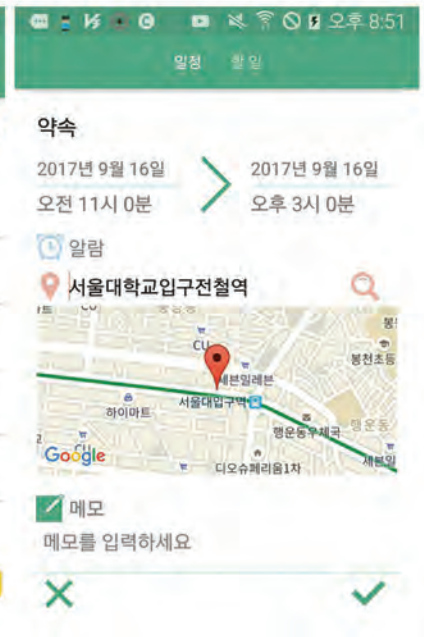 오후 8:51
일정 할 일
약속
2017년 9월 16일
오전 11시 0분
2017년 9월 16일
오후 3시 0분
알람
서울대학교입구전철역
CU
CU
봉천초등
세븐일레븐
하이마트
서울대입구역
행운동우체국
행운동
Google
디오슈페리움1차
세븐일
메모
메모를 입력하세요